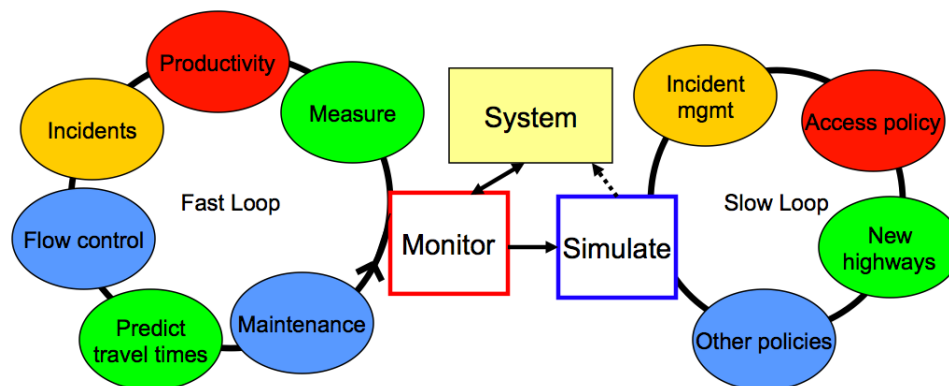 Productivity
Measure
Incidents
Fast Loop
Flow control
Predict
travel times
Maintenance
System
Monitor
Simulate
Incident
mgmt
Access policy
Slow Loop
New
highways
Other policies